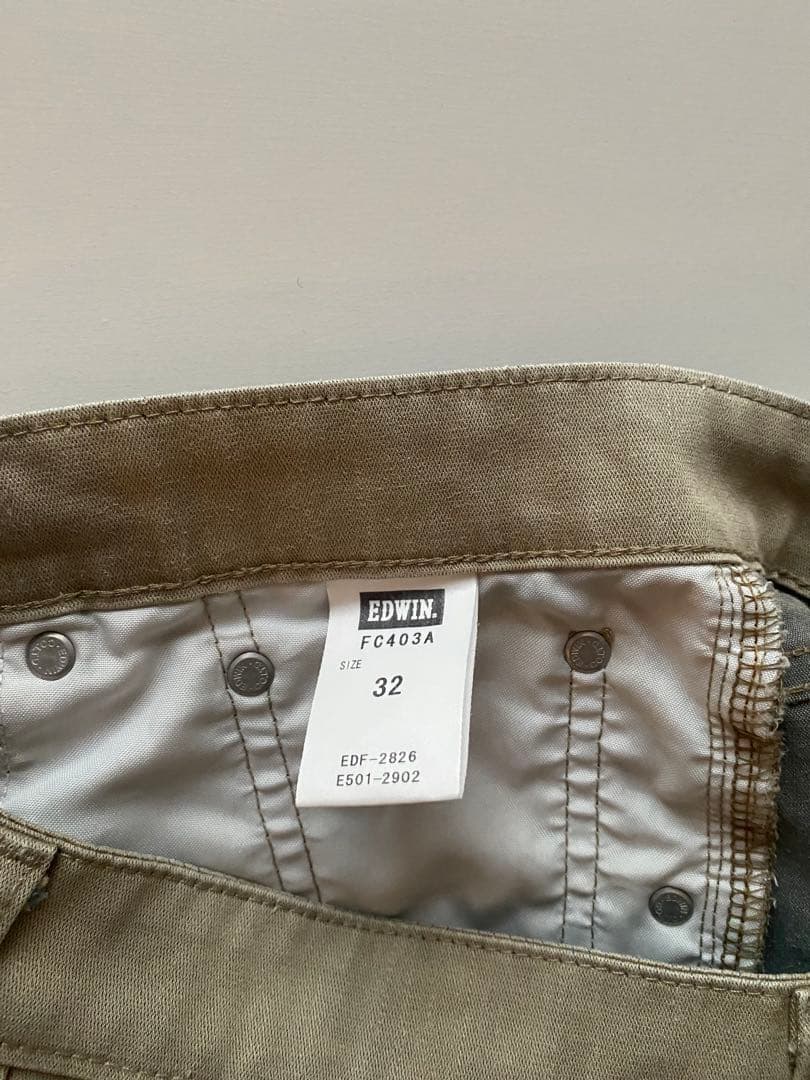 EDWIN.
FC403A
SIZE
32
EDF-2826
E501-2902